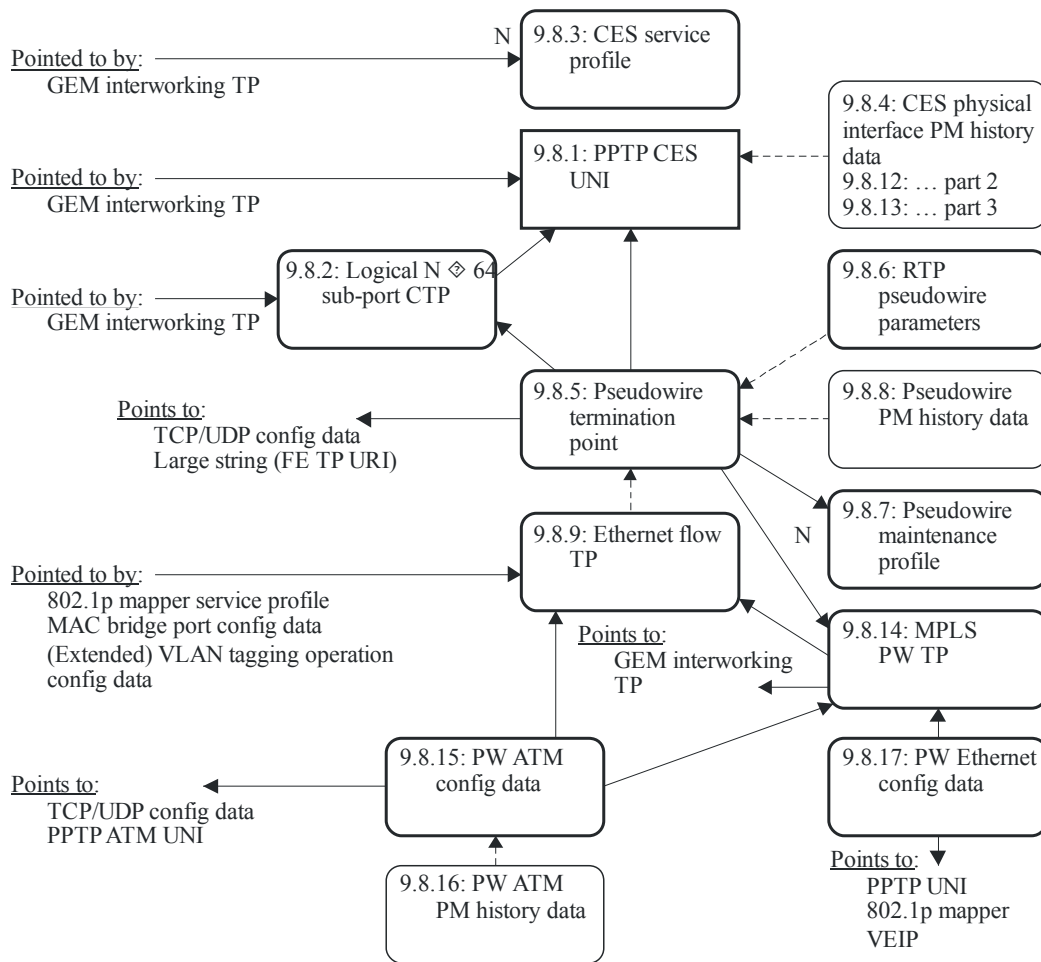 N
9.8.3: CES service
profile
Pointed to by:
GEM interworking TP
9.8.4: CES physical
interface PM history
data
9.8.12: … part 2
9.8.13: … part 3
9.8.1: PPTP CES
UNI
Pointed to by:
GEM interworking TP
9.8.2: Logical N � 64
sub-port CTP
9.8.6: RTP
pseudowire
parameters
Pointed to by:
GEM interworking TP
9.8.5: Pseudowire
termination
point
9.8.8: Pseudowire
PM history data
Points to:
TCP/UDP config data
Large string (FE TP URI)
9.8.7: Pseudowire
maintenance
profile
N
9.8.9: Ethernet flow
TP
Pointed to by:
802.1p mapper service profile
MAC bridge port config data
(Extended) VLAN tagging operation
config data
9.8.14: MPLS
PW TP
Points to:
GEM interworking
TP
9.8.15: PW ATM
config data
9.8.17: PW Ethernet
config data
Points to:
TCP/UDP config data
PPTP ATM UNI
9.8.16: PW ATM
PM history data
Points to:
PPTP UNI
802.1p mapper
VEIP